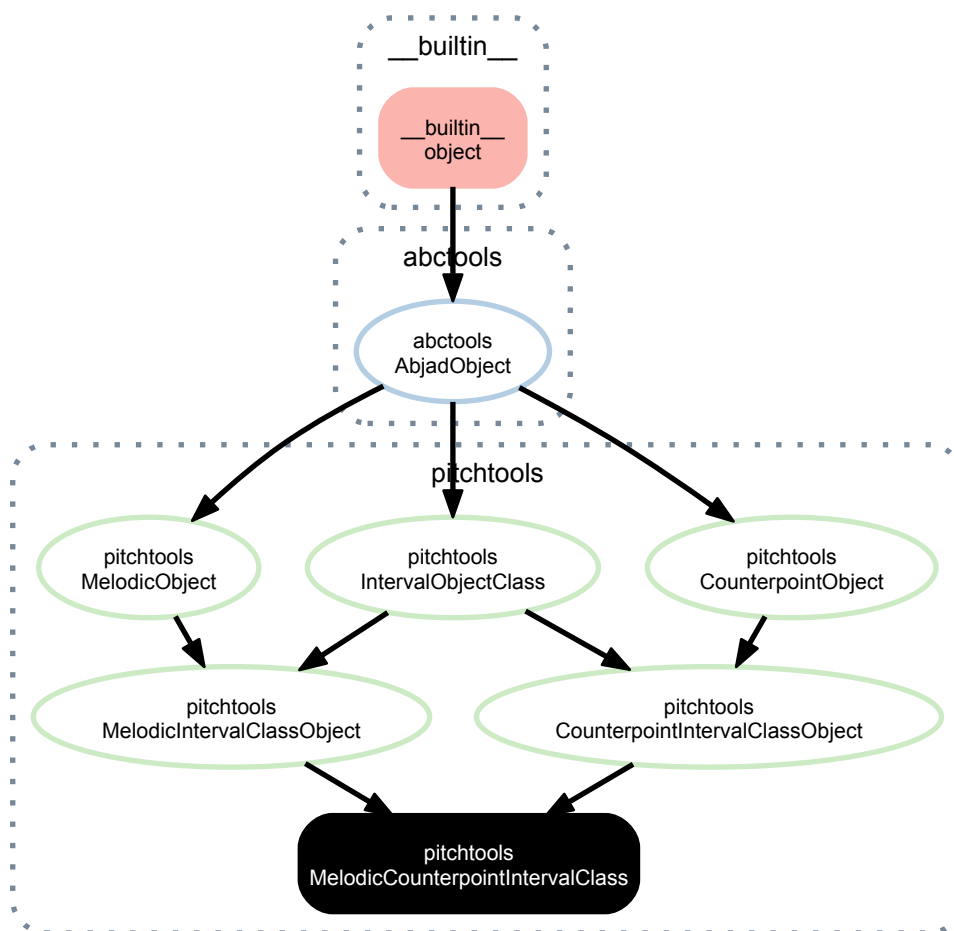 __builtin__
__builtin__
object
abctools
abctools
AbjadObject
pitchtools
pitchtools
MelodicObject
pitchtools
IntervalObjectClass
pitchtools
CounterpointObject
pitchtools
MelodicIntervalClassObject
pitchtools
CounterpointIntervalClassObject
pitchtools
MelodicCounterpointIntervalClass